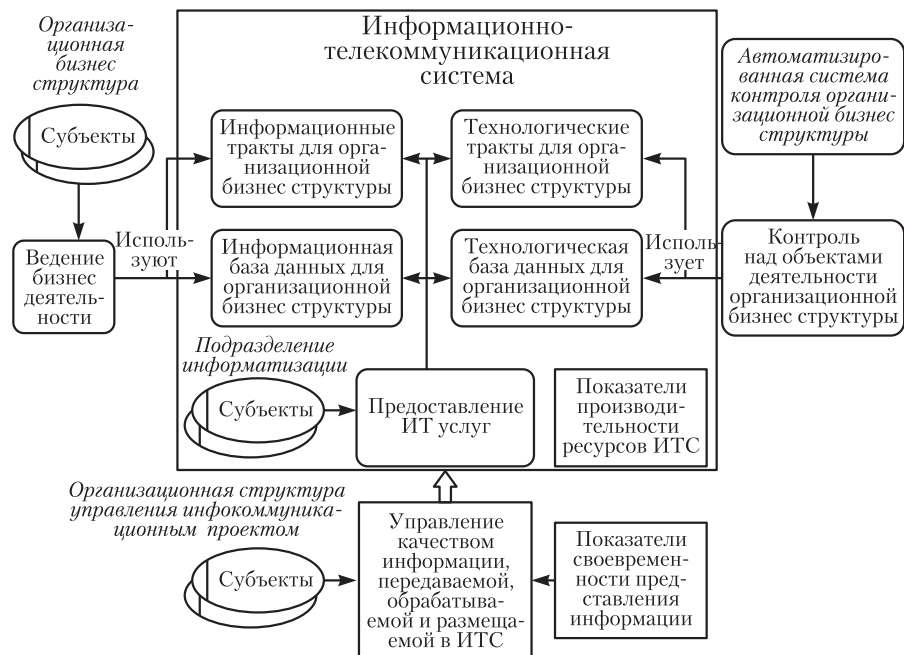 Организа-
ционная
бизнес
структура
Субъекты
Ведение
бизнес
деятель-
ности
Исполь-
зуют
Информационно-
телекоммуникационная
система
Информационные
тракты для орга-
низационной
бизнес структуры
Технологические
тракты для орга-
низационной
бизнес структуры
Информационная
база данных для
организационной
бизнес структуры
Технологическая
база данных для
организационной
бизнес структуры
Исполь-
зует
Автоматизиро-
ванная система
контроля органи-
зационной бизнес
структуры
Контроль
над объектами
деятельности
организационной
бизнес структуры
Подразделение
информатизации
Субъекты
Предоставление
ИТ услуг
Показатели
производи-
тельности
ресурсов ИТС
Организационная структура
управления инфокоммуника-
ционным проектом
Субъекты
Управление
качеством
информации,
передаваемой,
обрабатыва-
емой и размеща-
емой в ИТС
Показатели
своевремен-
ности пред-
ставления
информации